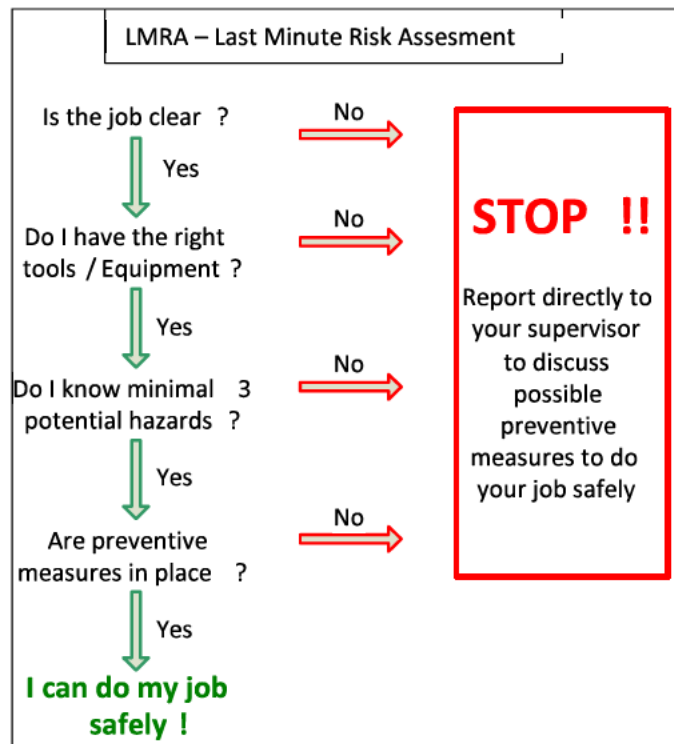 LMRA – Last Minute Risk Assesment
Is the job clear ?
No
Yes
Do I have the right
tools / Equipment ?
No
Yes
Do I know minimal 3
potential hazards ?
No
Yes
Are preventive
measures in place ?
No
Yes
I can do my job
safely !
STOP !!
Report directly to
your supervisor
to discuss
possible
preventive
measures to do
your job safely